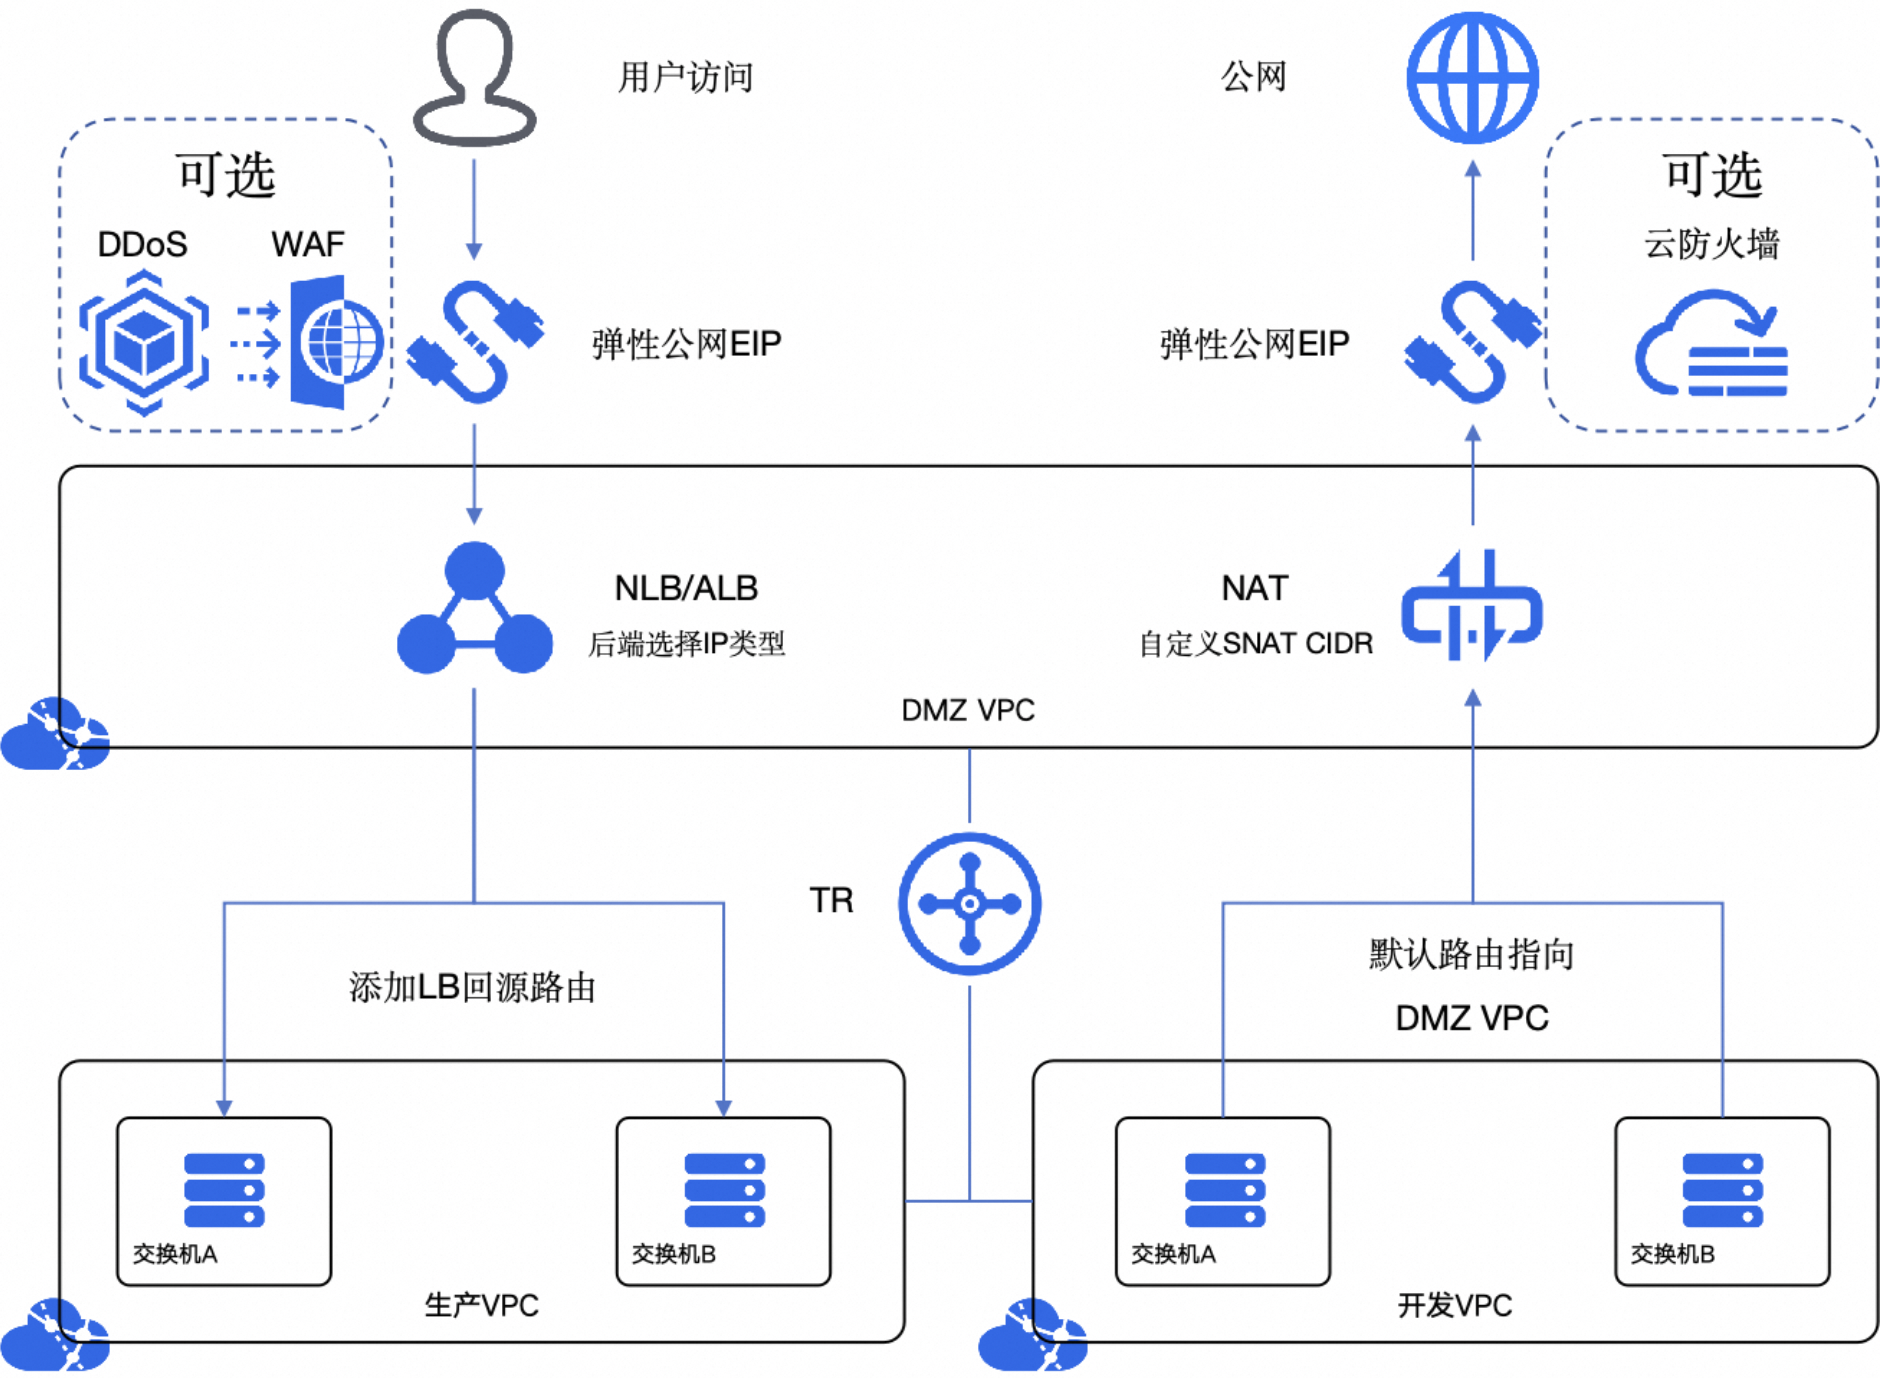 用户访问
公网
可选
DDoS
WAF
可选
云防火墙
弹性公网EIP
弹性公网EIP
NLB/ALB
后端选择IP类型
NAT
自定义SNAT CIDR
DMZ VPC
TR
添加LB回源路由
默认路由指向
DMZ VPC
交换机A
交换机B
生产VPC
交换机A
交换机B
开发VPC